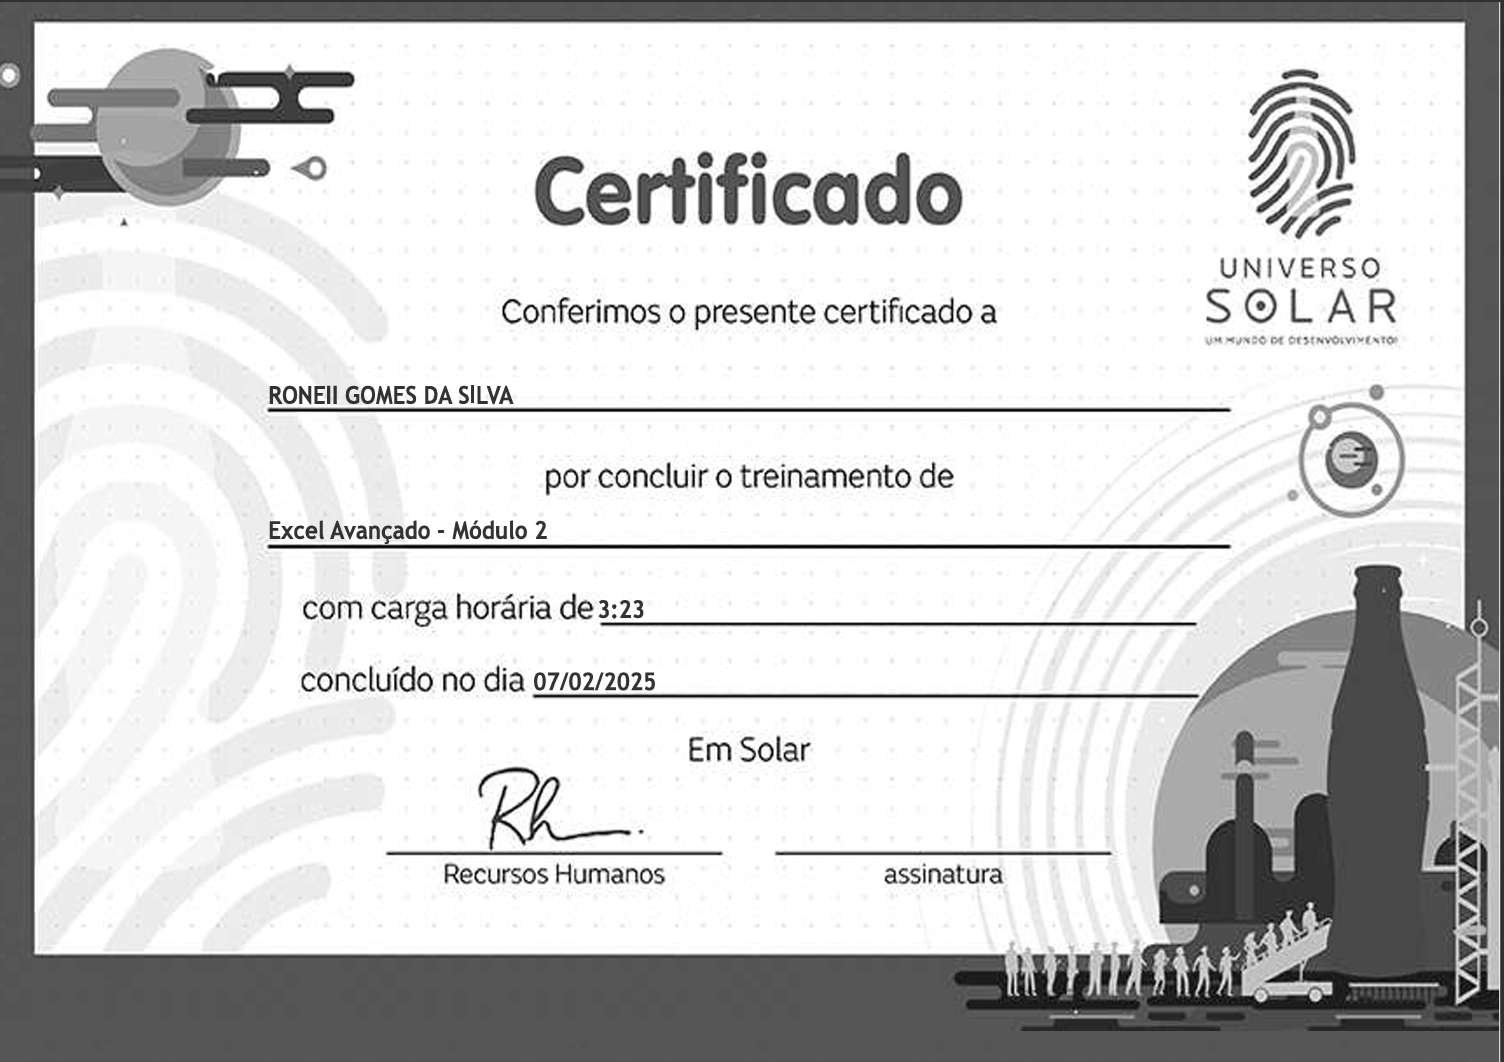 Certificado
UNIVERSO
SOLAR
UM MUNDO DE DESENVOLVIMENTO!
Conferimos o presente certificado a
RONEII GOMES DA SILVA
por concluir o treinamento de
Excel Avançado - Módulo 2
com carga horária de 3:23
concluído no dia 07/02/2025
Em Solar
Rh
Recursos Humanos
assinatura